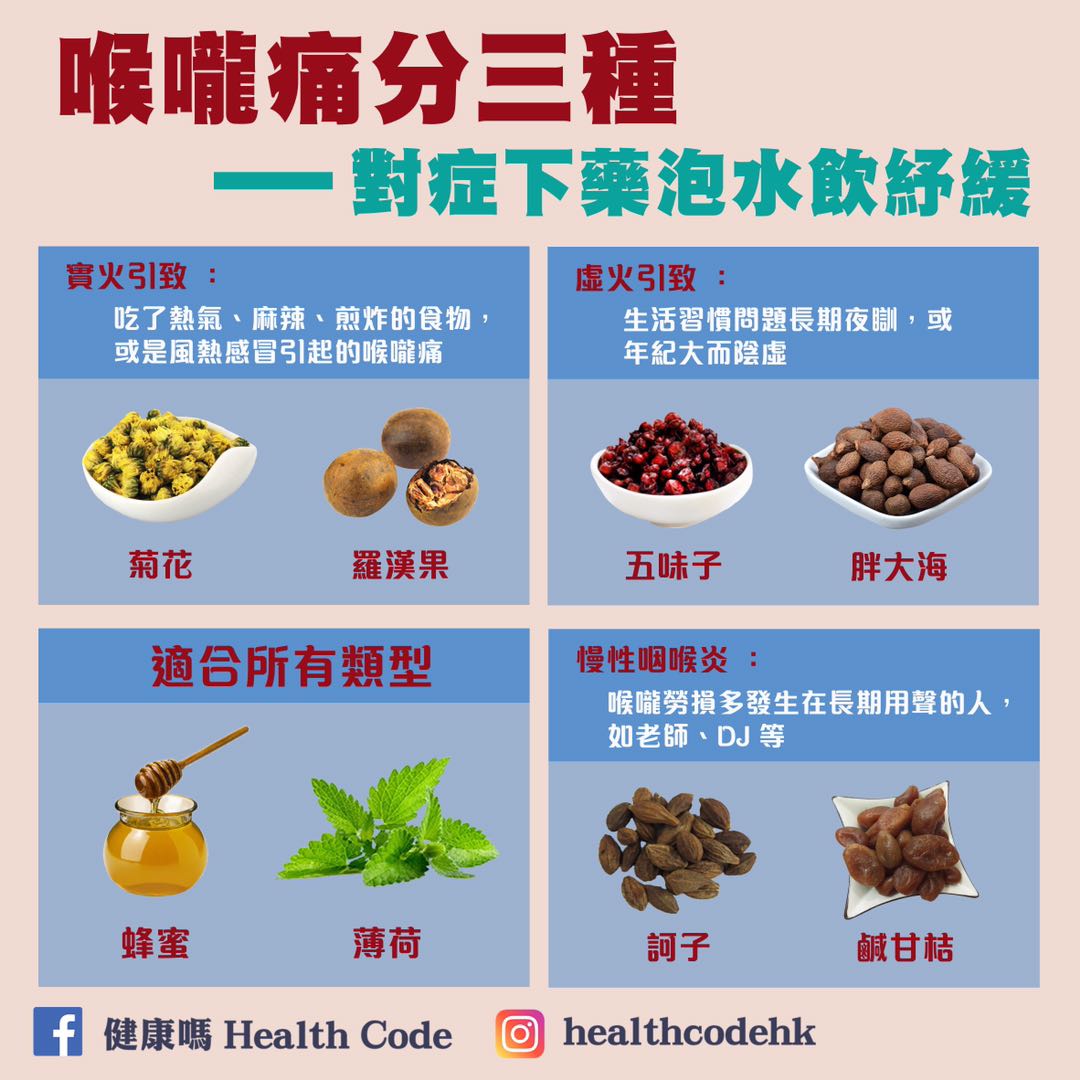 喉嚨痛分三種
── 對症下藥泡水飲紓緩
實火引致：
吃了熱氣、麻辣、煎炸的食物，
或是風熱感冒引起的喉嚨痛
菊花
羅漢果
虛火引致：
生活習慣問題長期夜瞓，或
年紀大而陰虛
五味子
胖大海
適合所有類型
蜂蜜
薄荷
慢性咽喉炎：
喉嚨勞損多發生在長期用聲的人，
如老師、DJ 等
訶子
鹹甘桔
健康嗎 Health Code
healthcodehk